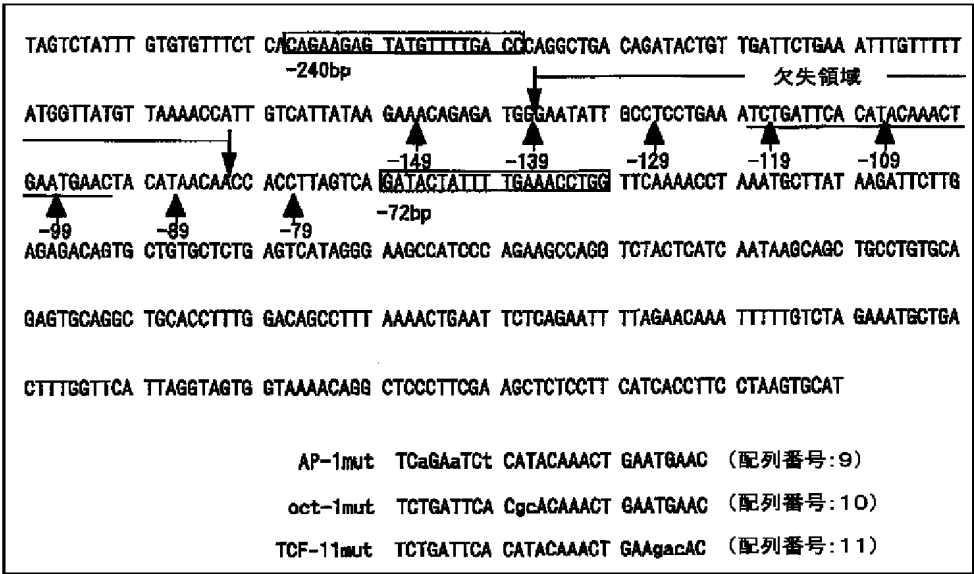 TAGTCTATTT GTGTGTTTCT CACAGAAGAG TATGTTTTGA CCCAGGCTGA CAGATACTGT TGATTCTGAA ATTTGTTTTT
-240bp
欠失領域
ATGGTTATGT TAAAACCATT GTCATTATAA GAAACAGAGA TGGGAATATT GCCTCCTGAA ATCTGATTCA CATACAAACT
-149 -139 -129 -119 -109
GAATGAACTA CATAACAACC ACCTTAGTCA GATACTATTT TGAAACCTGG TTCAAAACCT AAATGCTTAT AAGATTCTTG
-99 -89 -79 -72bp
AGAGACAGTG CTGTGCTCTG AGTCATAGGG AAGCCATCCC AGAAGCCAGG TCTACTCATC AATAAGCAGC TGCCTGTGCA
GAGTGCAGGC TGCACCTTTG GACAGCCTTT AAAACTGAAT TCTCAGAATT TTAGAACAAA TTTTTGTCTA GAAATGCTGA
CTTTGGTTCA TTAGGTAGTG GTAAAACAGG CTCCCTTCGA AGCTCTCCTT CATCACCTTC CTAAGTGCAT
AP-1mut TCaGAaTCt CATACAAACT GAATGAAC (配列番号:9)
oct-1mut TCTGATTCA CgcACAAACT GAATGAAC (配列番号:10)
TCF-11mut TCTGATTCA CATACAAACT GAAgacAC (配列番号:11)